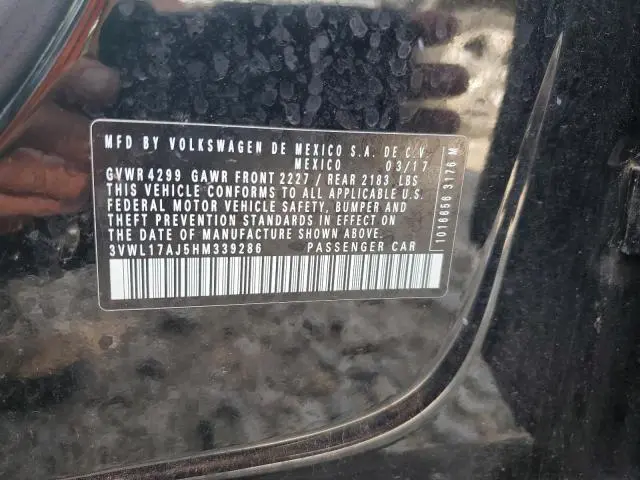 MFD BY VOLKSWAGEN DE MEXICO S.A. DE C.V.
MEXICO 03/17
GVWR 4299 GAWR FRONT 2227 / REAR 2183 LBS
THIS VEHICLE CONFORMS TO ALL APPLICABLE U.S.
FEDERAL MOTOR VEHICLE SAFETY, BUMPER AND
THEFT PREVENTION STANDARDS IN EFFECT ON
THE DATE OF MANUFACTURE SHOWN ABOVE.
3VWL17AJ5HM339286 PASSENGER CAR
1016656 3176 M